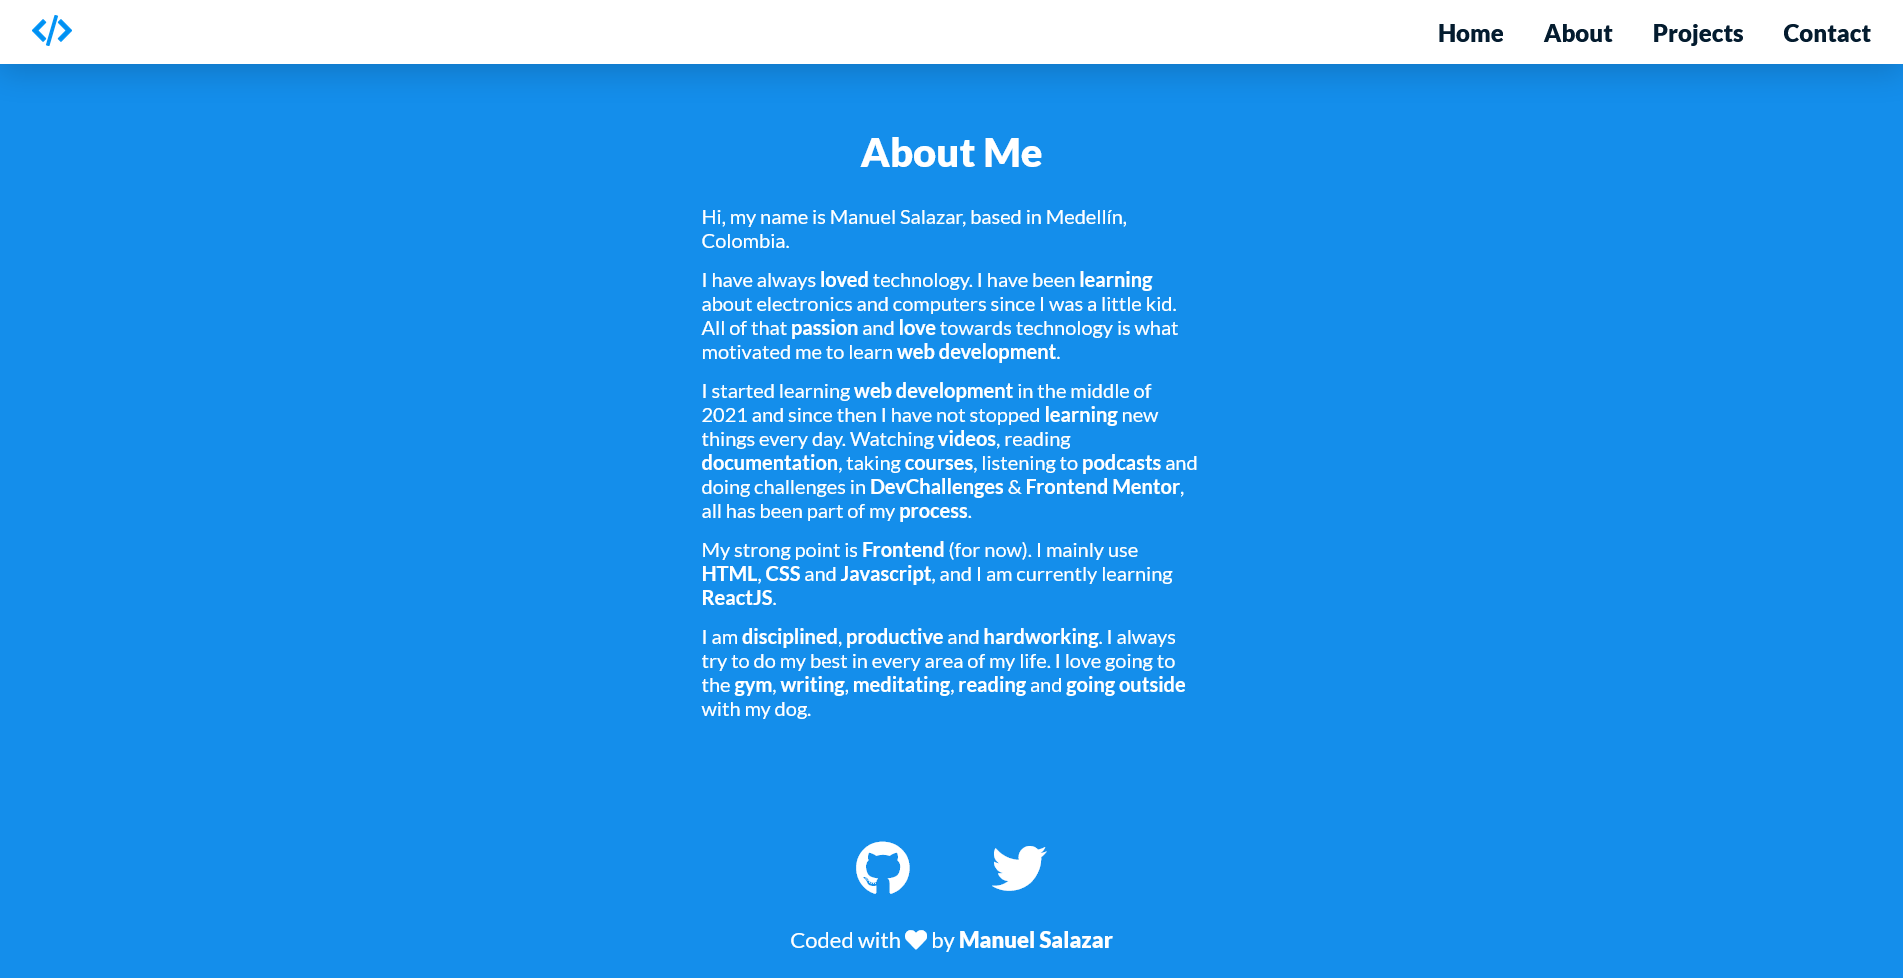 Home About Projects Contact
About Me
Hi, my name is Manuel Salazar, based in Medellín,
Colombia.
I have always loved technology. I have been learning
about electronics and computers since I was a little kid.
All of that passion and love towards technology is what
motivated me to learn web development.
I started learning web development in the middle of
2021 and since then I have not stopped learning new
things every day. Watching videos, reading
documentation, taking courses, listening to podcasts and
doing challenges in DevChallenges & Frontend Mentor,
all has been part of my process.
My strong point is Frontend (for now). I mainly use
HTML, CSS and Javascript, and I am currently learning
ReactJS.
I am disciplined, productive and hardworking. I always
try to do my best in every area of my life. I love going to
the gym, writing, meditating, reading and going outside
with my dog.
Coded with by Manuel Salazar